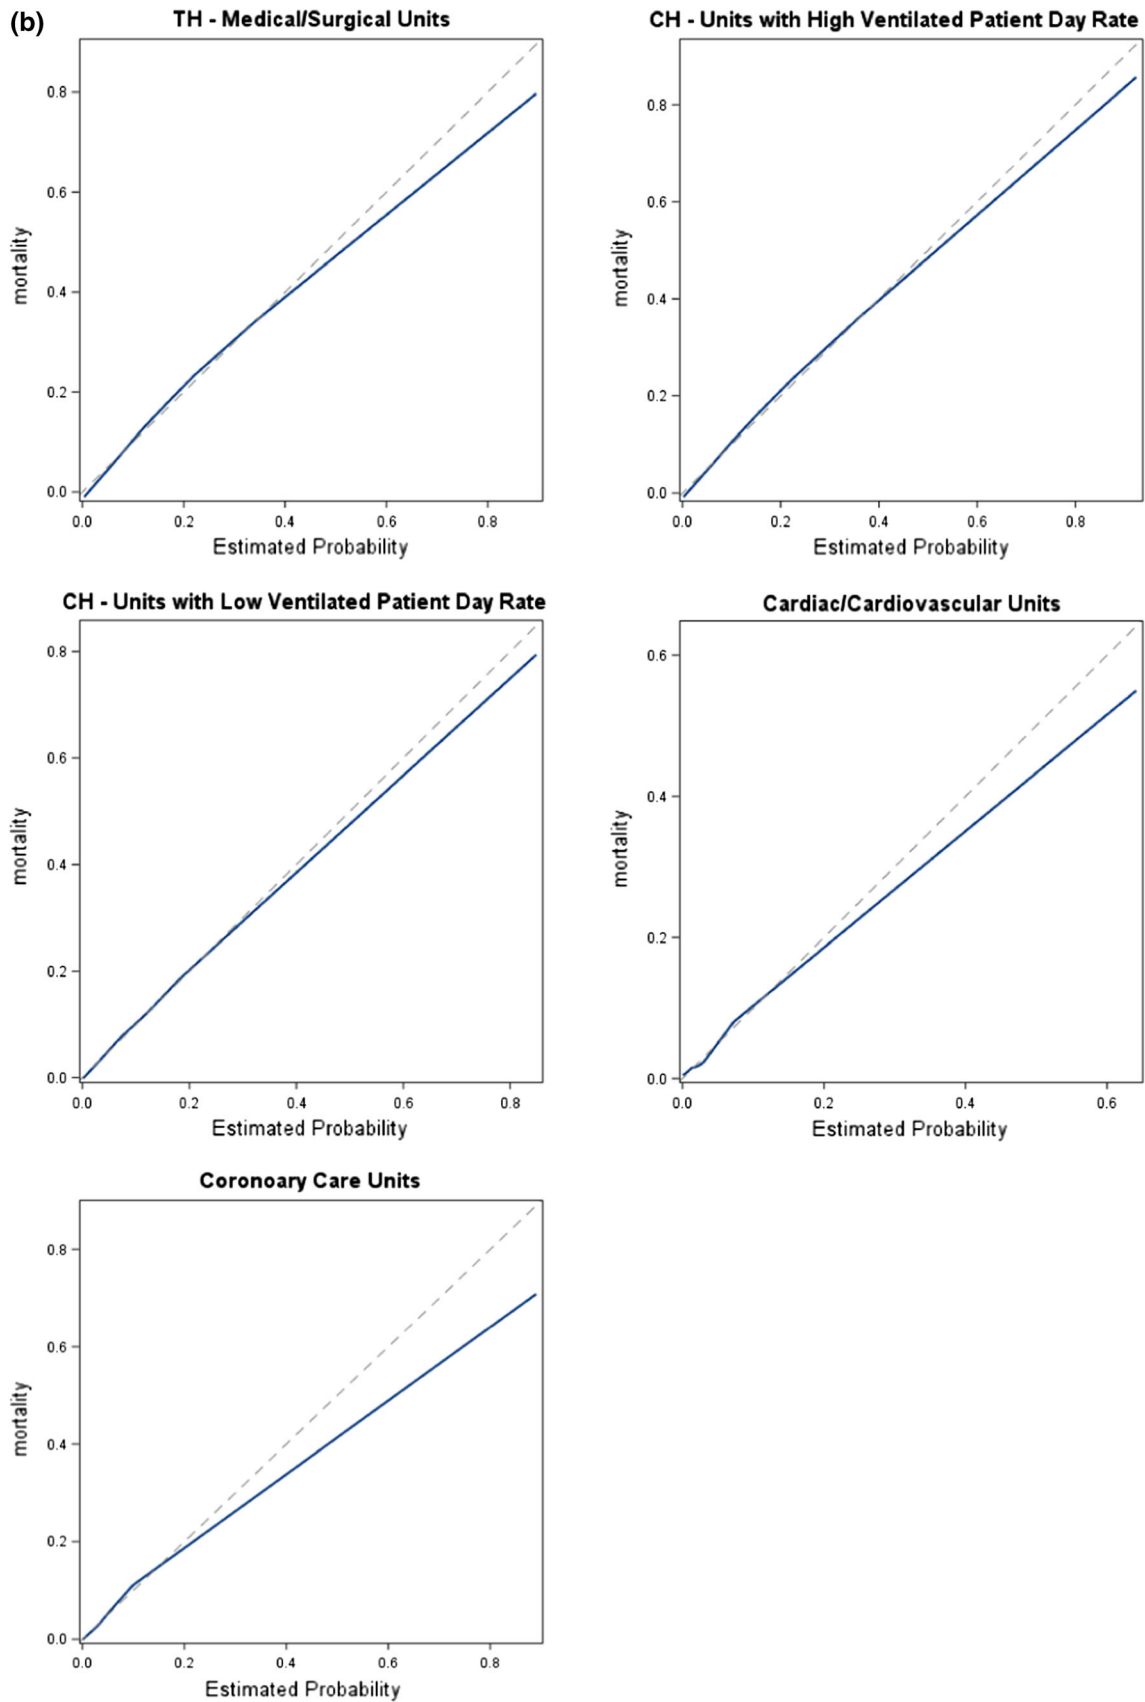 (b)
TH - Medical/Surgical Units
0.8
0.6
0.4
0.2
0.0
mortality
0.0 0.2 0.4 0.6 0.8
Estimated Probability
CH - Units with High Ventilated Patient Day Rate
0.8
0.6
0.4
0.2
0.0
mortality
0.0 0.2 0.4 0.6 0.8
Estimated Probability
CH - Units with Low Ventilated Patient Day Rate
0.8
0.6
0.4
0.2
0.0
mortality
0.0 0.2 0.4 0.6 0.8
Estimated Probability
Cardiac/Cardiovascular Units
0.6
0.4
0.2
0.0
mortality
0.0 0.2 0.4 0.6
Estimated Probability
Coronoary Care Units
0.8
0.6
0.4
0.2
0.0
mortality
0.0 0.2 0.4 0.6 0.8
Estimated Probability